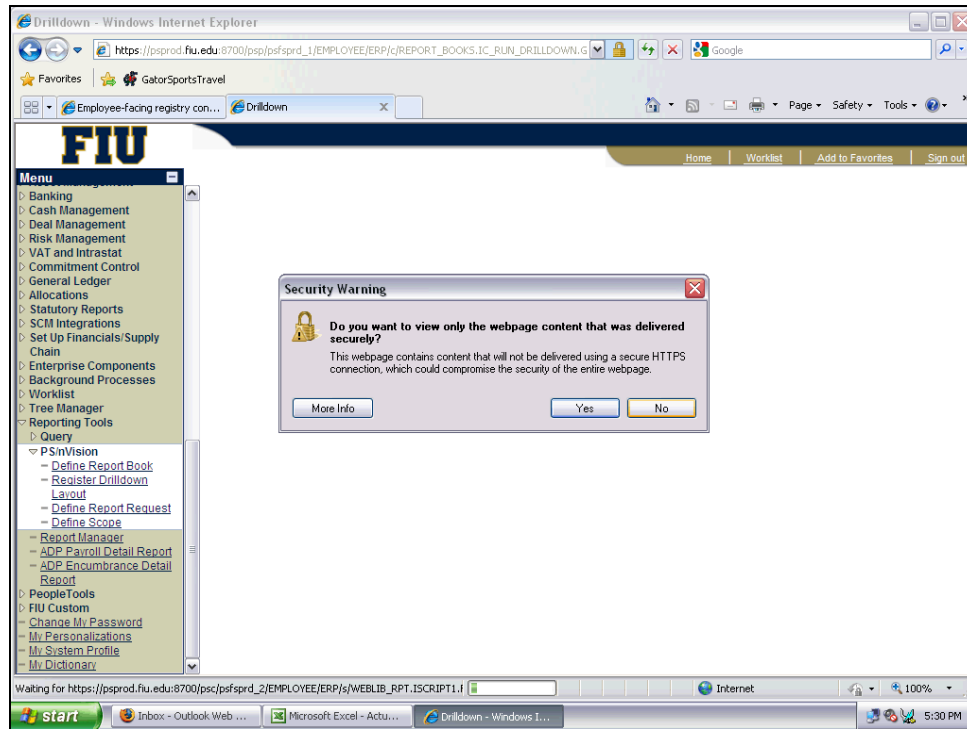 Drilldown - Windows Internet Explorer
https://psprod.fiu.edu:8700/psp/psfsprd_1/EMPLOYEE/ERP/c/REPORT_BOOKS.IC_RUN_DRILLDOWN.G
Google
Favorites
GatorSportsTravel
Employee-facing registry con...
Drilldown
Page
Safety
Tools
FIU
Home
Worklist
Add to Favorites
Sign out
Menu
Banking
Cash Management
Deal Management
Risk Management
VAT and Intrastat
Commitment Control
General Ledger
Allocations
Statutory Reports
SCM Integrations
Set Up Financials/Supply
Chain
Enterprise Components
Background Processes
Worklist
Tree Manager
Reporting Tools
Query
PS/nVision
Define Report Book
Register Drilldown
Layout
Define Report Request
Define Scope
Report Manager
ADP Payroll Detail Report
ADP Encumbrance Detail
Report
PeopleTools
FIU Custom
Change My Password
My Personalizations
My System Profile
My Dictionary
Security Warning
Do you want to view only the webpage content that was delivered
securely?
This webpage contains content that will not be delivered using a secure HTTPS
connection, which could compromise the security of the entire webpage.
More Info
Yes
No
Waiting for https://psprod.fiu.edu:8700/psc/psfsprd_2/EMPLOYEE/ERP/s/WEBLIB_RPT.ISCRIPT1.
Internet
100%
start
Inbox - Outlook Web ...
Microsoft Excel - Actu...
Drilldown - Windows I...
5:30 PM